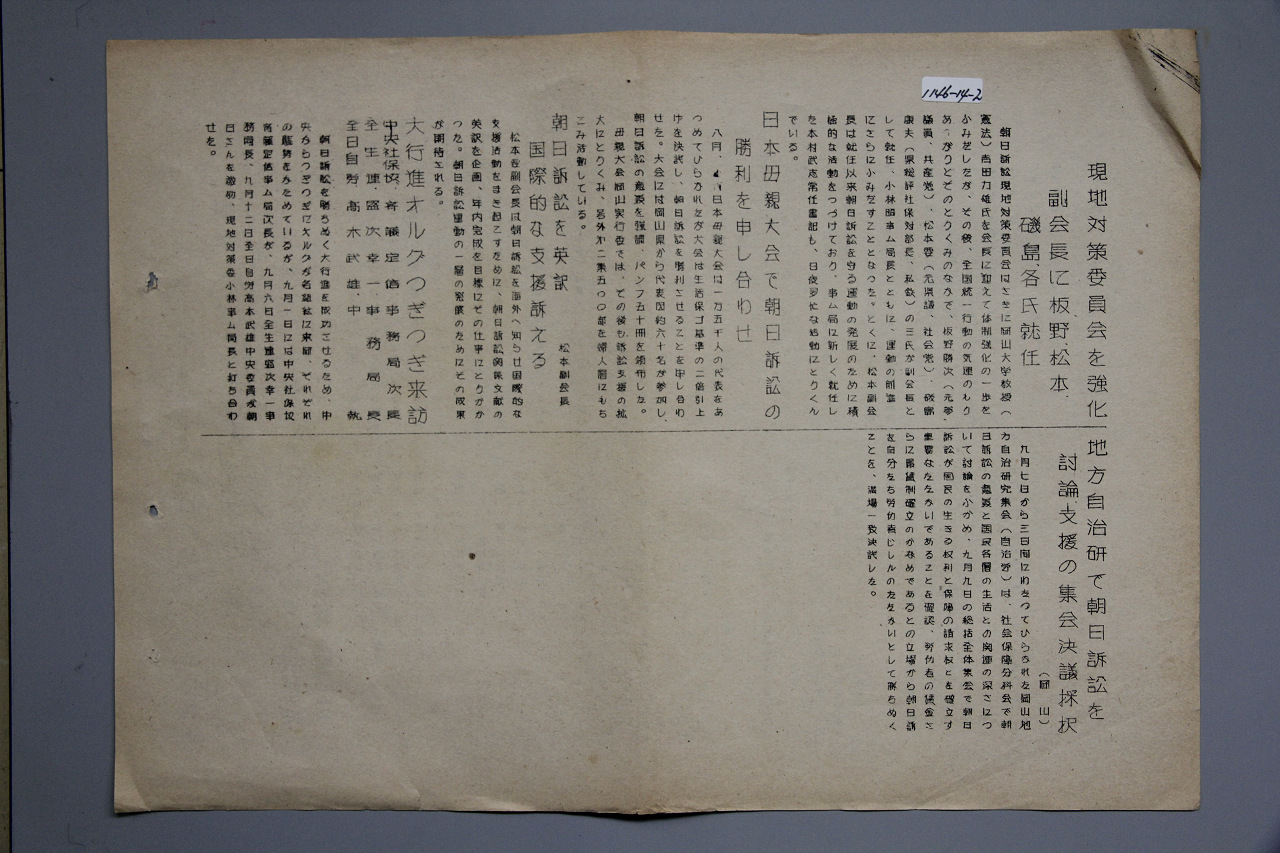 1146-14-2
現地対策委員会を強化
副会長に板野、松本、
磯島各氏就任
朝日訴訟現地対策委員会はさきに岡山大学教授(
憲法)吉田力雄氏を会長に迎えて体制強化の一歩を
ふみだしたが、その後、全国統一行動の気運のもり
あがりとそのとりくみのなかで、板野勝次(元参
議員、共産党)、松本
康夫(県総評社保対部長、私鉄)の三氏が副会長と
して就任、小林
事ム局長とともに、運動の前進
にさらにふみだすこととなった。とくに、松本副会
長は就任以来朝日訴訟を守る運動の発展のために積
極的な活動をつづけており、事ム局に新しく就任し
た本村武志常任書記も、日夜多忙な活動にとりくん
でいる。
日本母親大会で朝日訴訟の
勝利を申し合わせ
八月、
日本母親大会は一万五千人の代表をあ
つめてひらかれたが大会は生活保ゴ基準の二倍引上
げを決議し、朝日訴訟を勝利させることを申し合わ
せた。大会には岡山県から代表団約六十名が参加し、
朝日訴訟の意義を強調、パンフ五十冊を頒布した。
母親大会岡山実行委では、その後も訴訟支援の拡
大にとりくみ、署名用
部を婦人層にもち
こみ活動している。
朝日訴訟を英訳
国際的な支援訴える
松本副会長
松本
副会長は朝日訴訟を海外へ知らせ国際的な
支援活動をまき起こすために、朝日訴訟関係文献の
英訳を企画、年内完成を目標にその仕事にとりかか
った。朝日訴訟運動の一層の発展のためにその成果
が期待される。
大行進オルグつぎつぎ来訪
中央社保協、斉藤定信事務局次長
全生連、盛次幸一事務局長
全日自労 高木武雄、中執
朝日訴訟を勝ちぬく大行進を成功させるため、中
央からつぎつぎにオルグが各県に来岡、それぞれ
の態勢をかためているが、九月一日には中央社保協
斉藤定信事ム局次長が、九月六日全生連盛次幸一事
務局長、九月十二日全日自労高木武雄中央委員が朝
日さんを激励、現地対策委小林事ム局長と打ち合わ
せた。
地方自治研で朝日訴訟を
討論、支援の集会決議採択
(岡山)
九月七日から三日間にわたってひらかれた岡山地
方自治研究集会(自治労)は、社会保障分科会で朝
日訴訟の意義と国民各層の生活との関連の深さにつ
いて討論をふかめ、九月九日の総括全体集会で朝日
訴訟が国民の生きる权利と保障の請求权とを確立す
る重要なたたかいであることを確認、労仂者の賃金と
らに最賃制確立のかなめであるとの立場から朝日訴
を自分たち労仂者じしんのたたかいとして勝ちぬく
ことを、満場一致決議した。